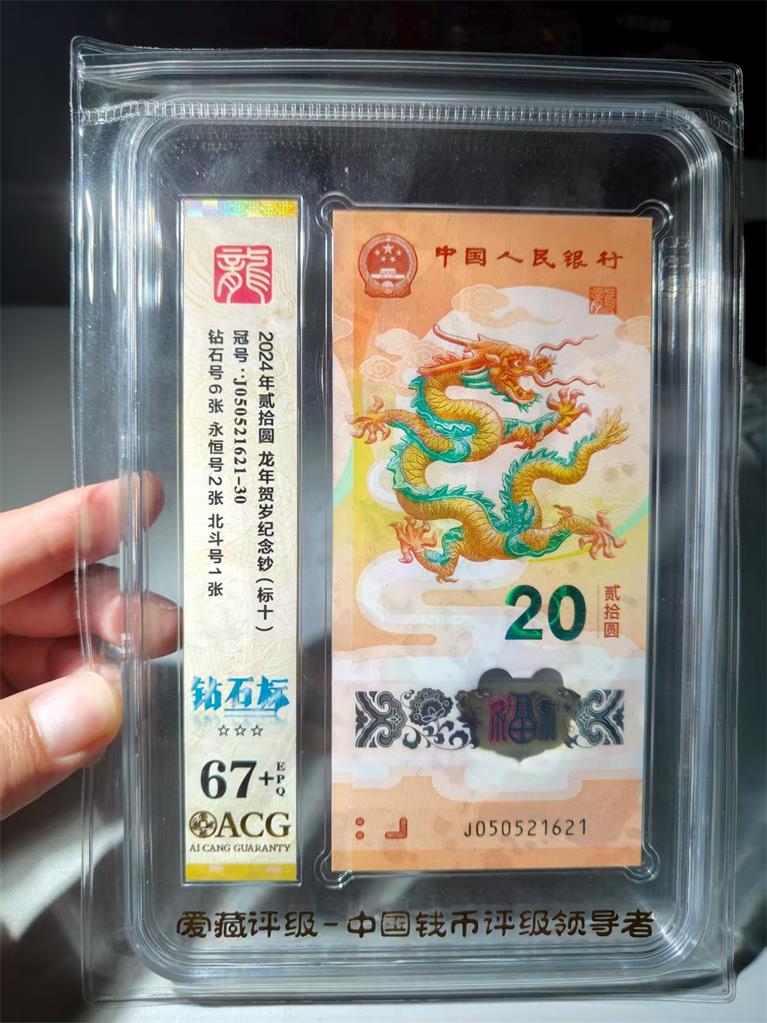 龍
2024年贰拾圆 龙年贺岁纪念钞(标十)
冠号:J050521621-30
钻石号6张 永恒号2张 北斗号1张
钻石标
☆☆☆
67+EPQ
ACG
AI CANG GUARANTY
中国人民银行
龍
20
贰拾圆
福
J050521621
爱藏评级-中国钱币评级领导者